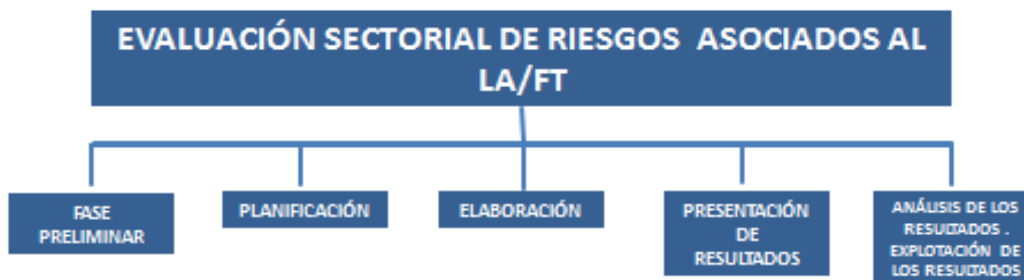 EVALUACIÓN SECTORIAL DE RIESGOS ASOCIADOS AL
LA/FT
FASE
PRELIMINAR
PLANIFICACIÓN
ELABORACIÓN
PRESENTACIÓN
DE
RESULTADOS
ANÁLISIS DE LOS
RESULTADOS .
EXPLOTACIÓN DE
LOS RESULTADOS